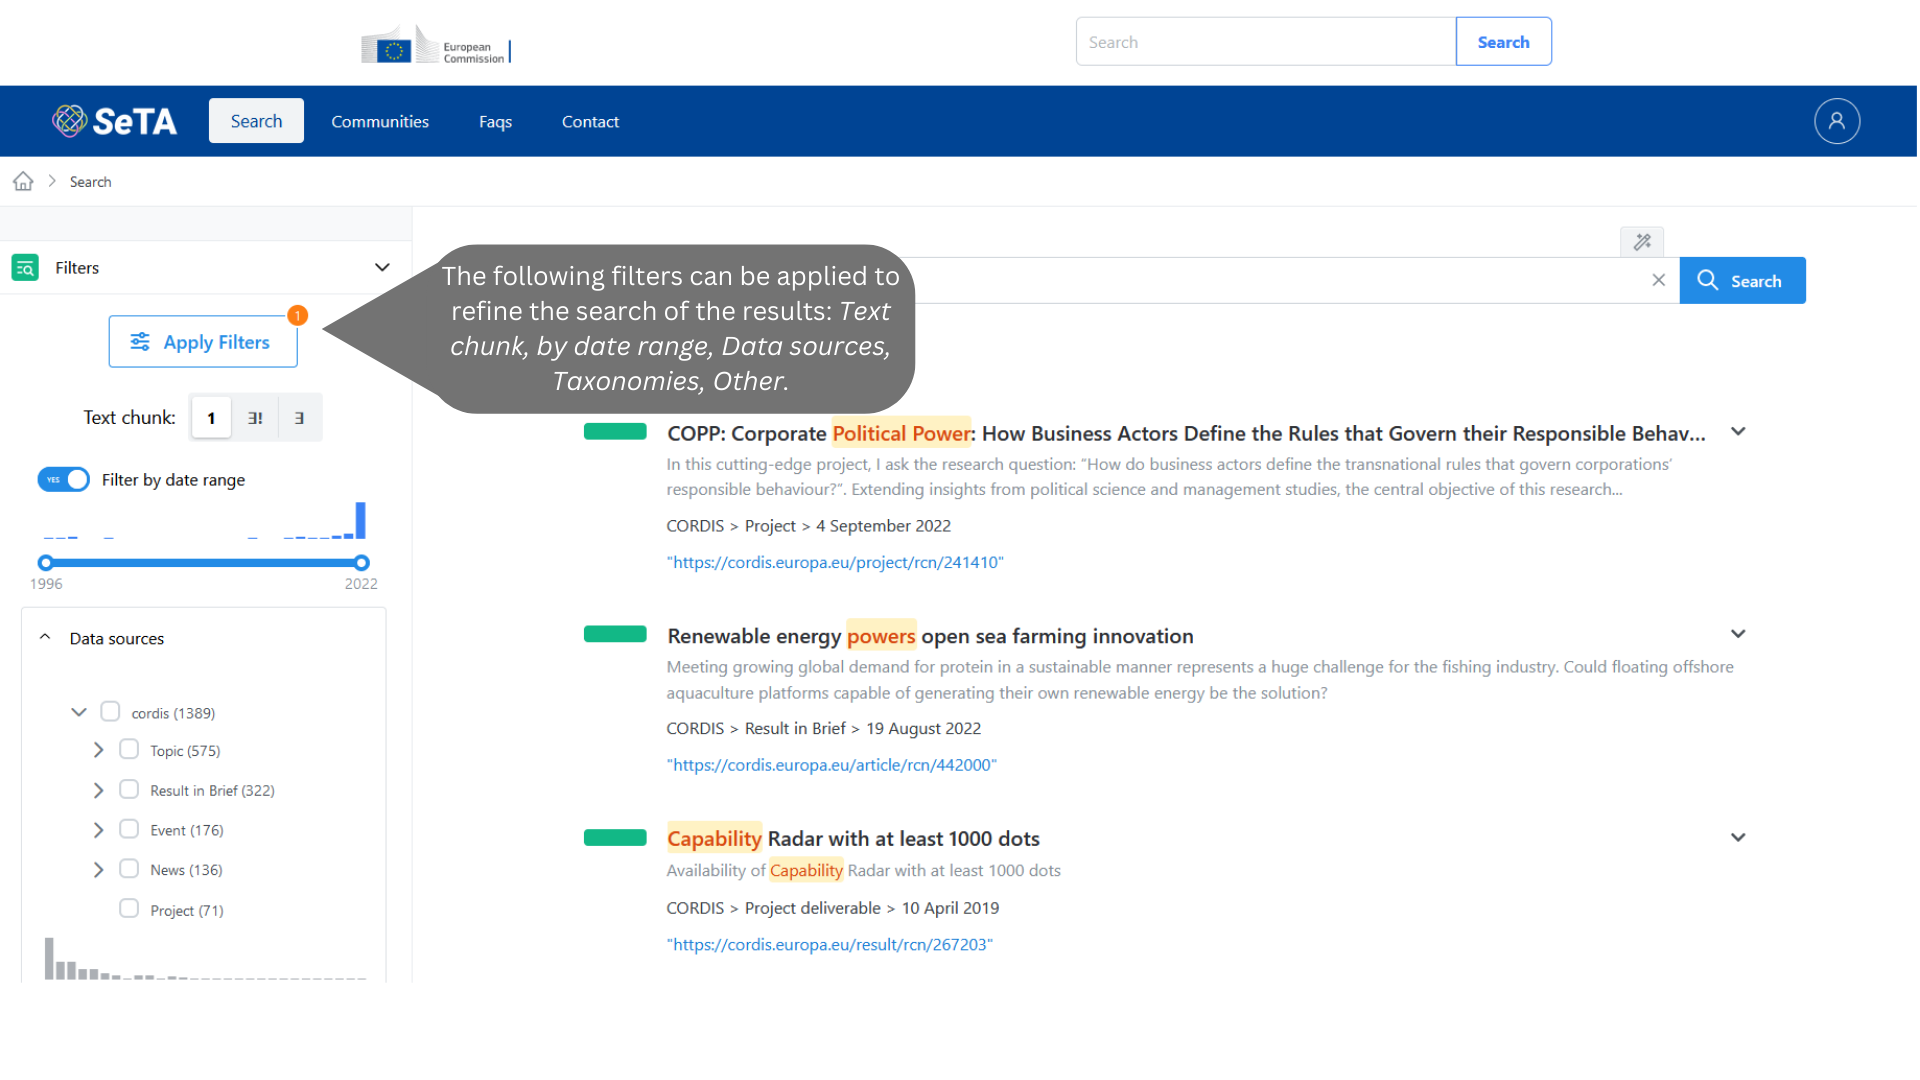 European
Commission
Search
Search
SeTA
Search
Communities
Faqs
Contact
Search
Filters
The following filters can be applied to
refine the search of the results: Text
chunk, by date range, Data sources,
Taxonomies, Other.
Search
1
Apply Filters
Text chunk:
1
∃!
∃
YES
Filter by date range
1996
2022
Data sources
cordis (1389)
Topic (575)
Result in Brief (322)
Event (176)
News (136)
Project (71)
COPP: Corporate Political Power: How Business Actors Define the Rules that Govern their Responsible Behav...
In this cutting-edge project, I ask the research question: “How do business actors define the transnational rules that govern corporations’
responsible behaviour?”. Extending insights from political science and management studies, the central objective of this research...
CORDIS > Project > 4 September 2022
"https://cordis.europa.eu/project/rcn/241410"
Renewable energy powers open sea farming innovation
Meeting growing global demand for protein in a sustainable manner represents a huge challenge for the fishing industry. Could floating offshore
aquaculture platforms capable of generating their own renewable energy be the solution?
CORDIS > Result in Brief > 19 August 2022
"https://cordis.europa.eu/article/rcn/442000"
Capability Radar with at least 1000 dots
Availability of Capability Radar with at least 1000 dots
CORDIS > Project deliverable > 10 April 2019
"https://cordis.europa.eu/result/rcn/267203"